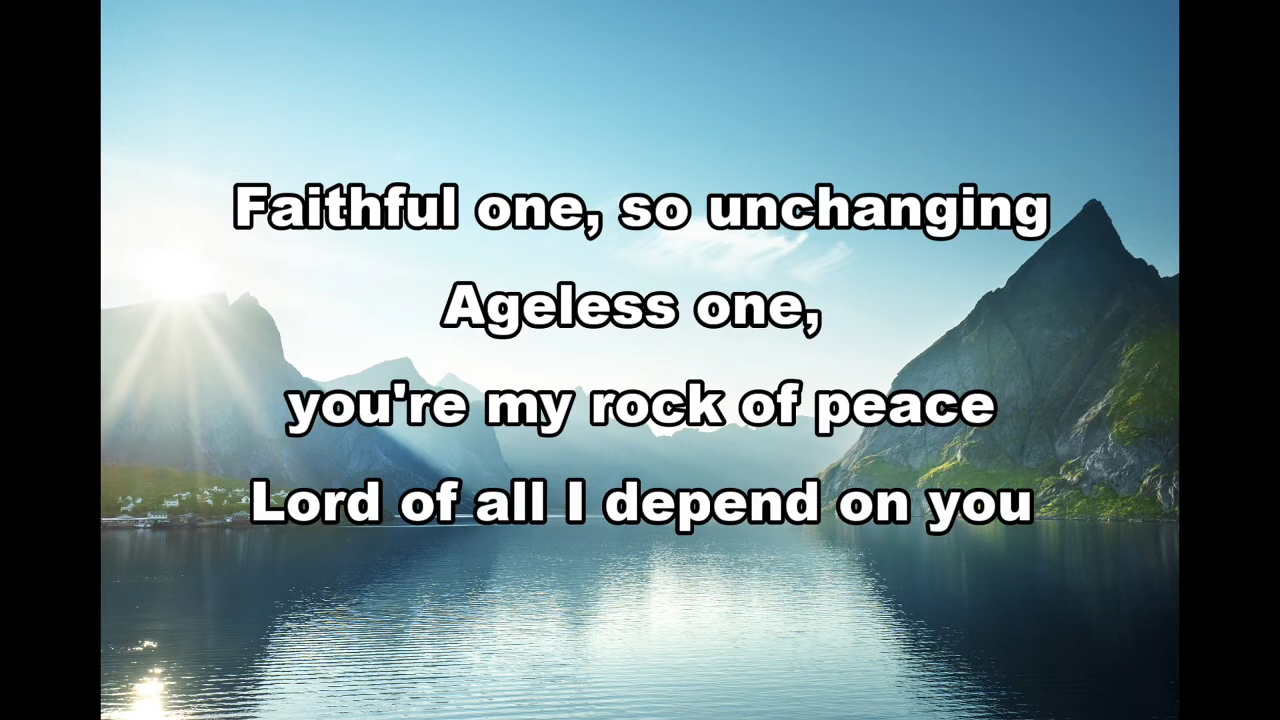 Faithful one, so unchanging
Ageless one,
you're my rock of peace
Lord of all I depend on you